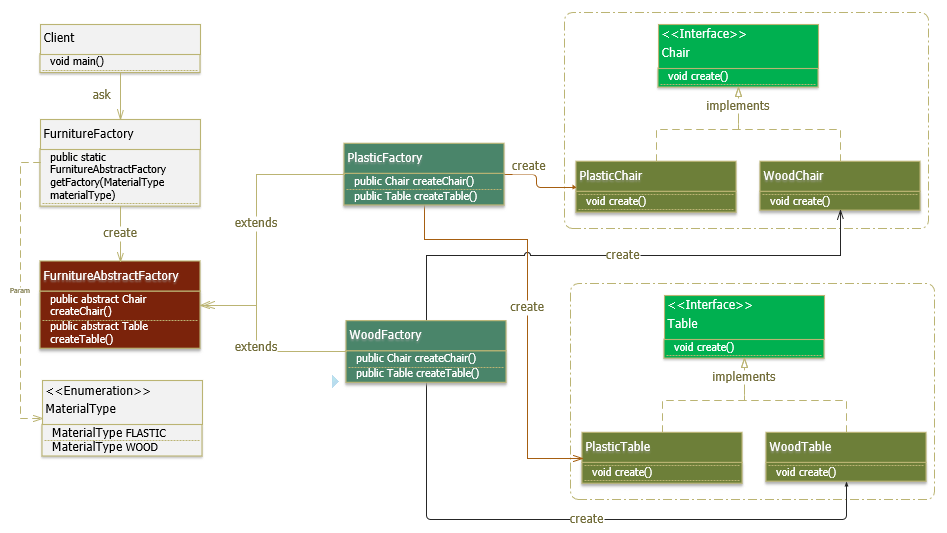 Client
void main()
ask
FurnitureFactory
public static
FurnitureAbstractFactory
getFactory(MaterialType
materialType)
create
Param
FurnitureAbstractFactory
public abstract Chair
createChair()
public abstract Table
createTable()
<<Enumeration>>
MaterialType
MaterialType FLASTIC
MaterialType WOOD
extends
extends
PlasticFactory
public Chair createChair()
public Table createTable()
WoodFactory
public Chair createChair()
public Table createTable()
create
create
create
create
<<Interface>>
Chair
void create()
implements
PlasticChair
void create()
WoodChair
void create()
<<Interface>>
Table
void create()
implements
PlasticTable
void create()
WoodTable
void create()